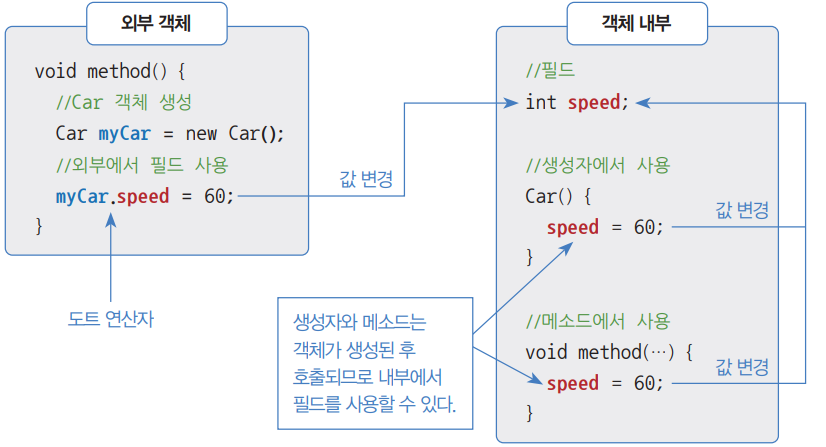 외부 객체
void method() {
//Car 객체 생성
Car myCar = new Car();
//외부에서 필드 사용
myCar.speed = 60;
}
도트 연산자
값 변경
객체 내부
//필드
int speed;
//생성자에서 사용
Car() {
speed = 60;
}
값 변경
//메소드에서 사용
void method(…) {
speed = 60;
}
값 변경
생성자와 메소드는
객체가 생성된 후
호출되므로 내부에서
필드를 사용할 수 있다.